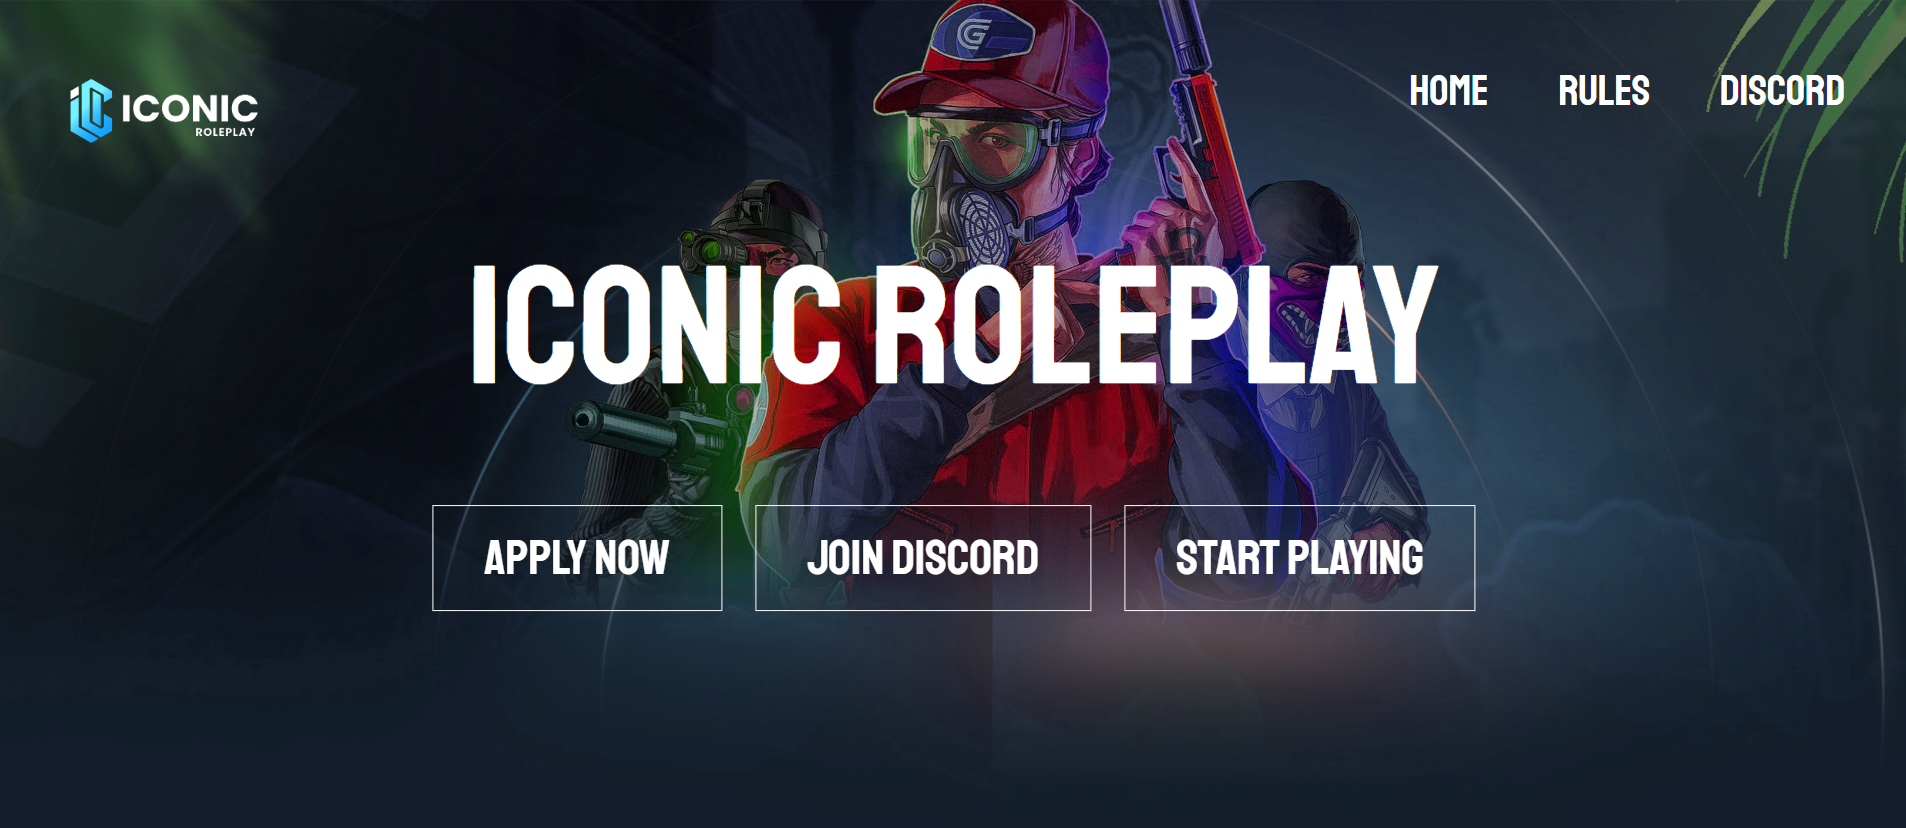 ICONIC
ROLEPLAY
HOME RULES DISCORD
G
ICONIC ROLEPLAY
APPLY NOW JOIN DISCORD START PLAYING